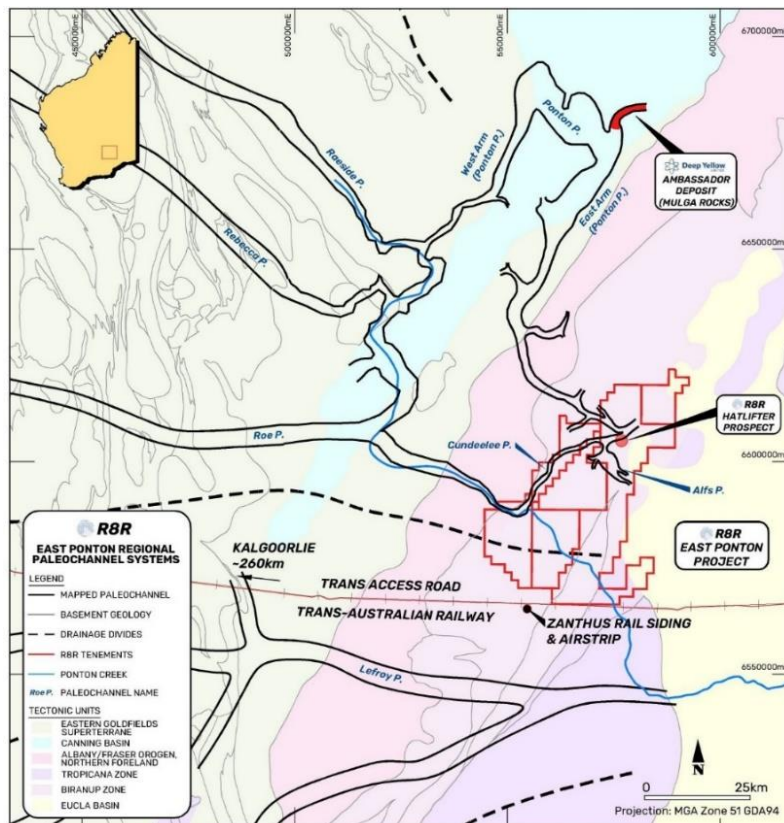 450000mE
500000mE
550000mE
600000mE
6700000m
Ponton P.
West Arm
(Ponton P.)
Raeside P.
Deep Yellow
AMBASSADOR
DEPOSIT
(MULGA ROCKS)
East Arm
(Ponton P.)
Rebecca P.
6650000m
R8R
HATLIFTER
PROSPECT
Roe P.
Cundeelee P.
6600000m
Alfs P.
R8R
EAST PONTON REGIONAL
PALEOCHANNEL SYSTEMS
LEGEND
MAPPED PALEOCHANNEL
BASEMENT GEOLOGY
DRAINAGE DIVIDES
R8R TENEMENTS
PONTON CREEK
Roe P. PALEOCHANNEL NAME
TECTONIC UNITS
EASTERN GOLDFIELDS
SUPERTERRANE
CANNING BASIN
ALBANY/FRASER OROGEN,
NORTHERN FORELAND
TROPICANA ZONE
BIRANUP ZONE
EUCLA BASIN
KALGOORLIE
~260km
R8R
EAST PONTON
PROJECT
TRANS ACCESS ROAD
TRANS-AUSTRALIAN RAILWAY
ZANTHUS RAIL SIDING
& AIRSTRIP
Lefroy P.
6550000m
N
0 25km
Projection: MGA Zone 51 GDA94